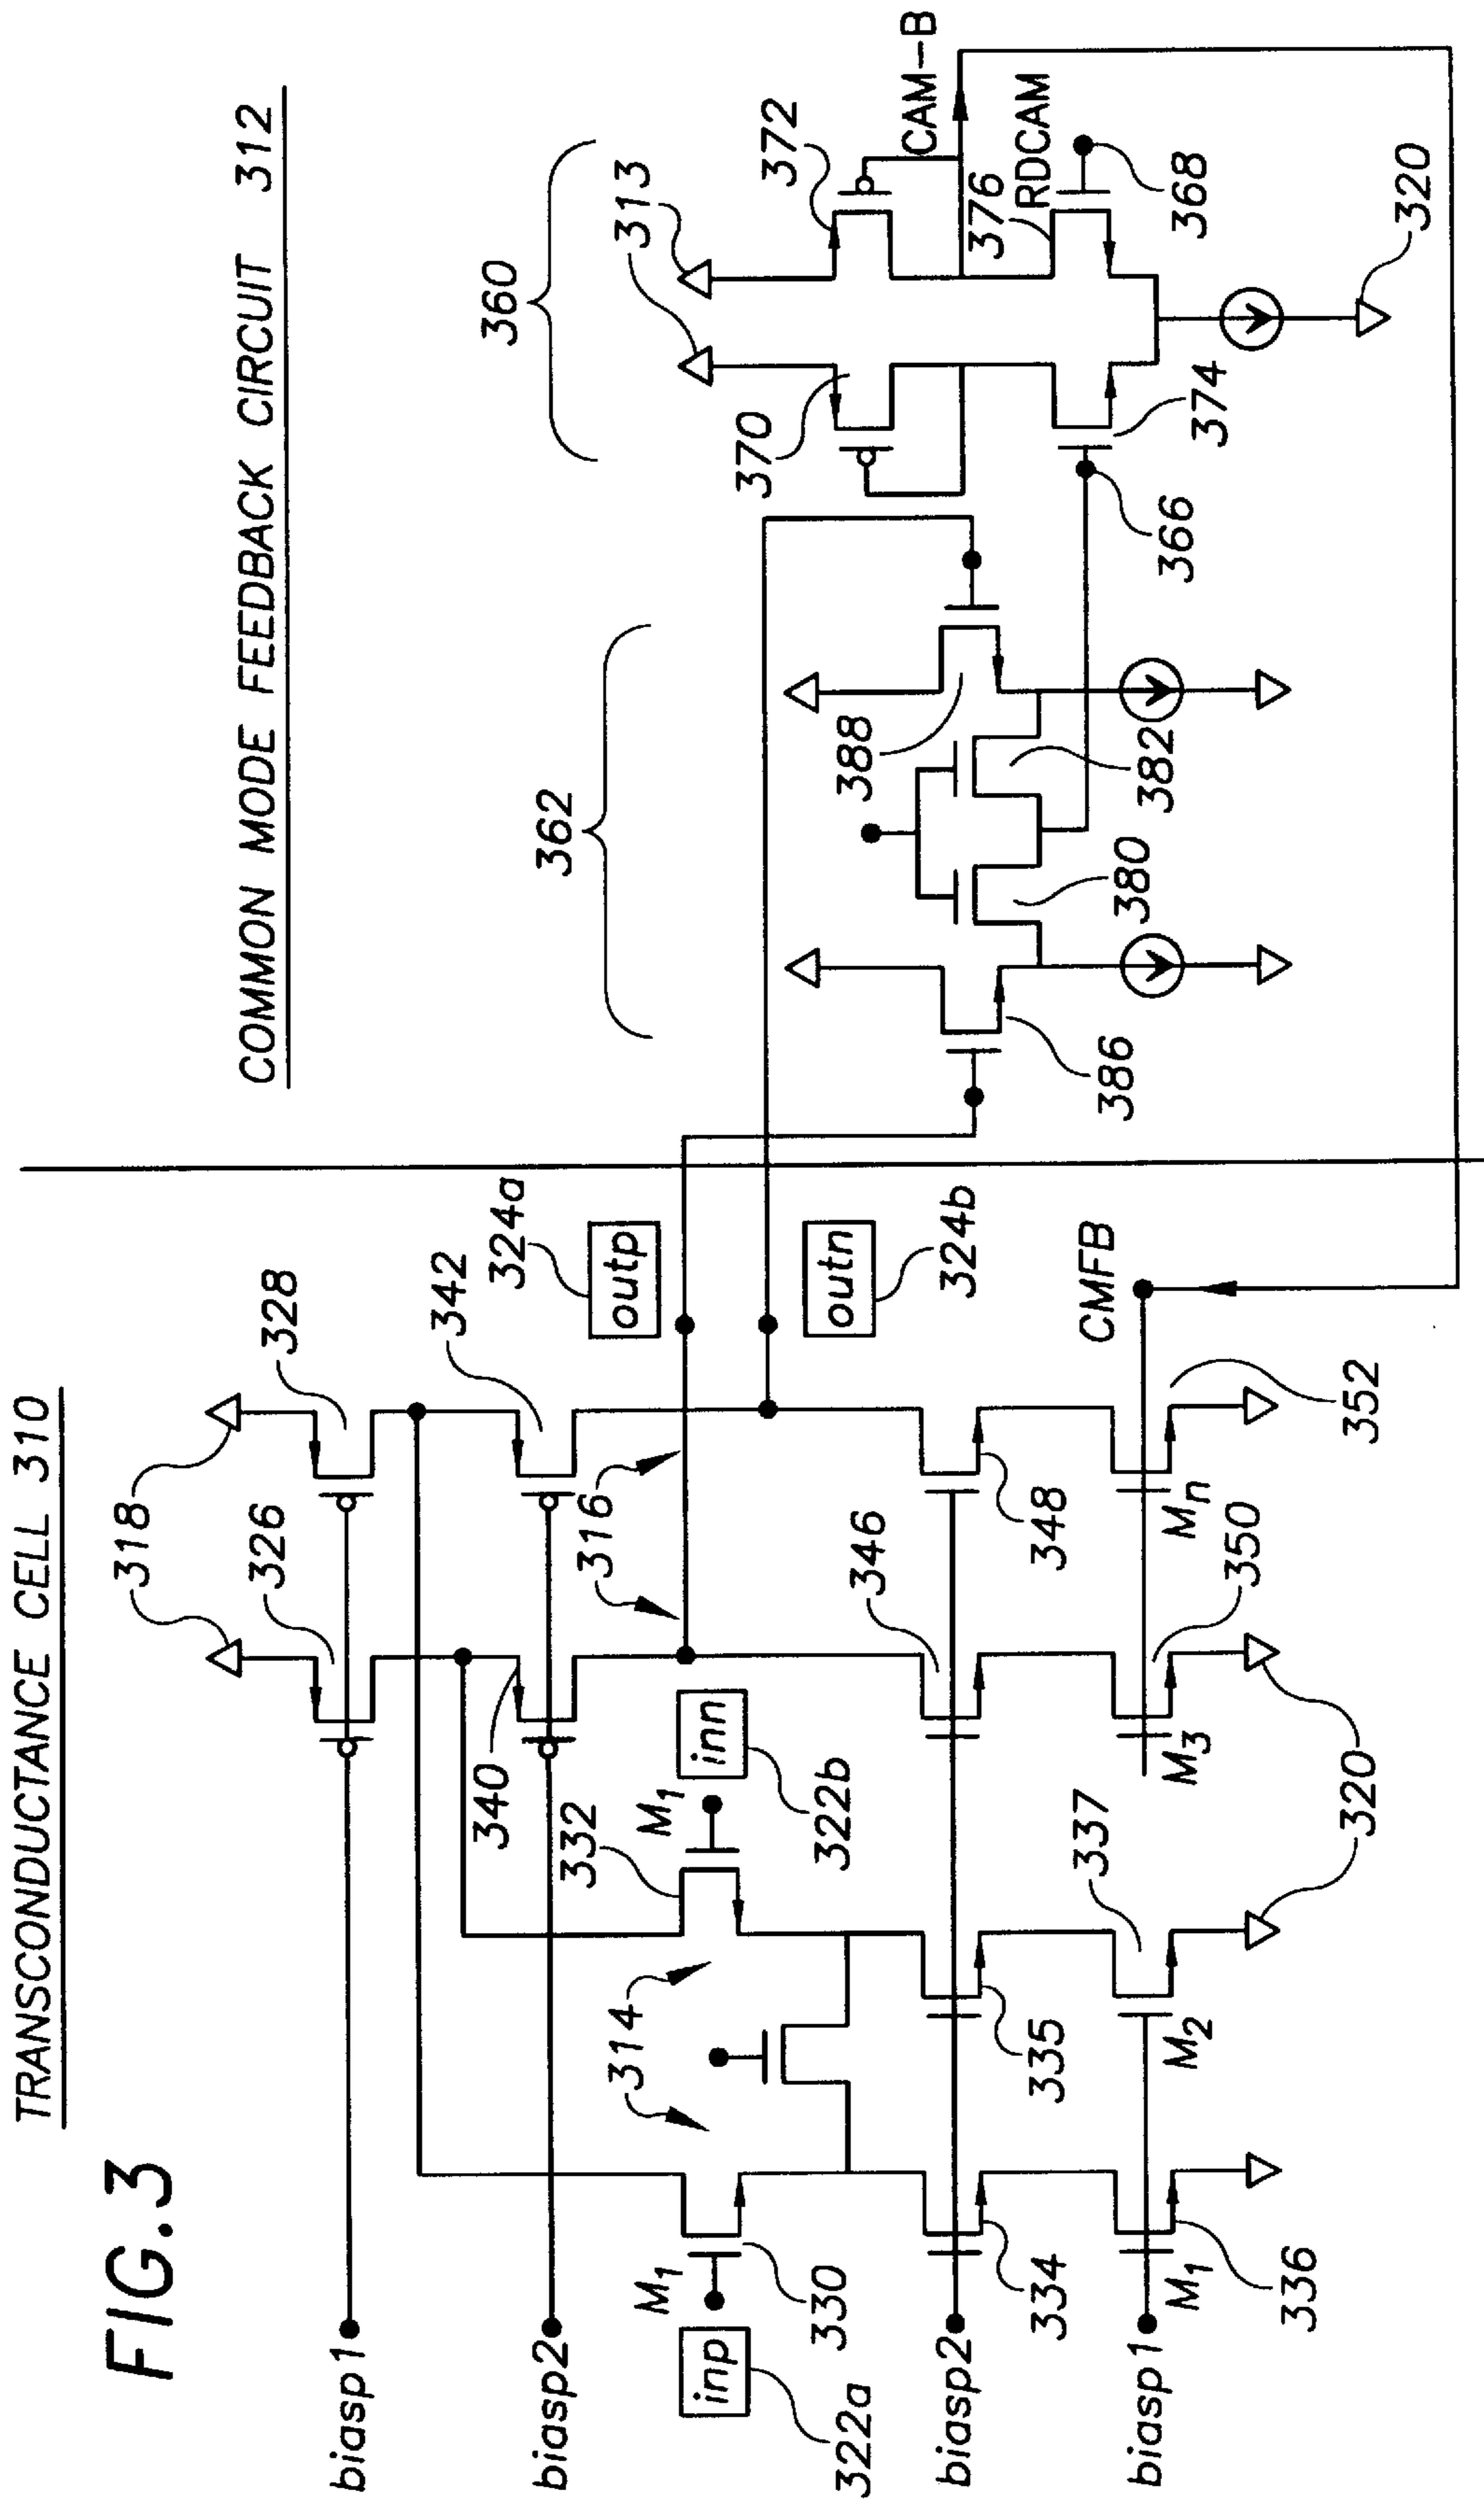 FIG.3
TRANSCONDUCTANCE CELL 310
COMMON MODE FEEDBACK CIRCUIT 312
318
326
328
biasp1
342
340
biasp2
324a
outp
316
332
M1
inn
322b
314
inp
322a
M1
330
outn
324b
346
348
biasp2
334
335
337
CMFB
biasp1
M1
336
M2
M3
350
Mn
352
320
360
313
372
362
370
388
CAM-B
376
RDCAM
368
386
380
382
366
374
320